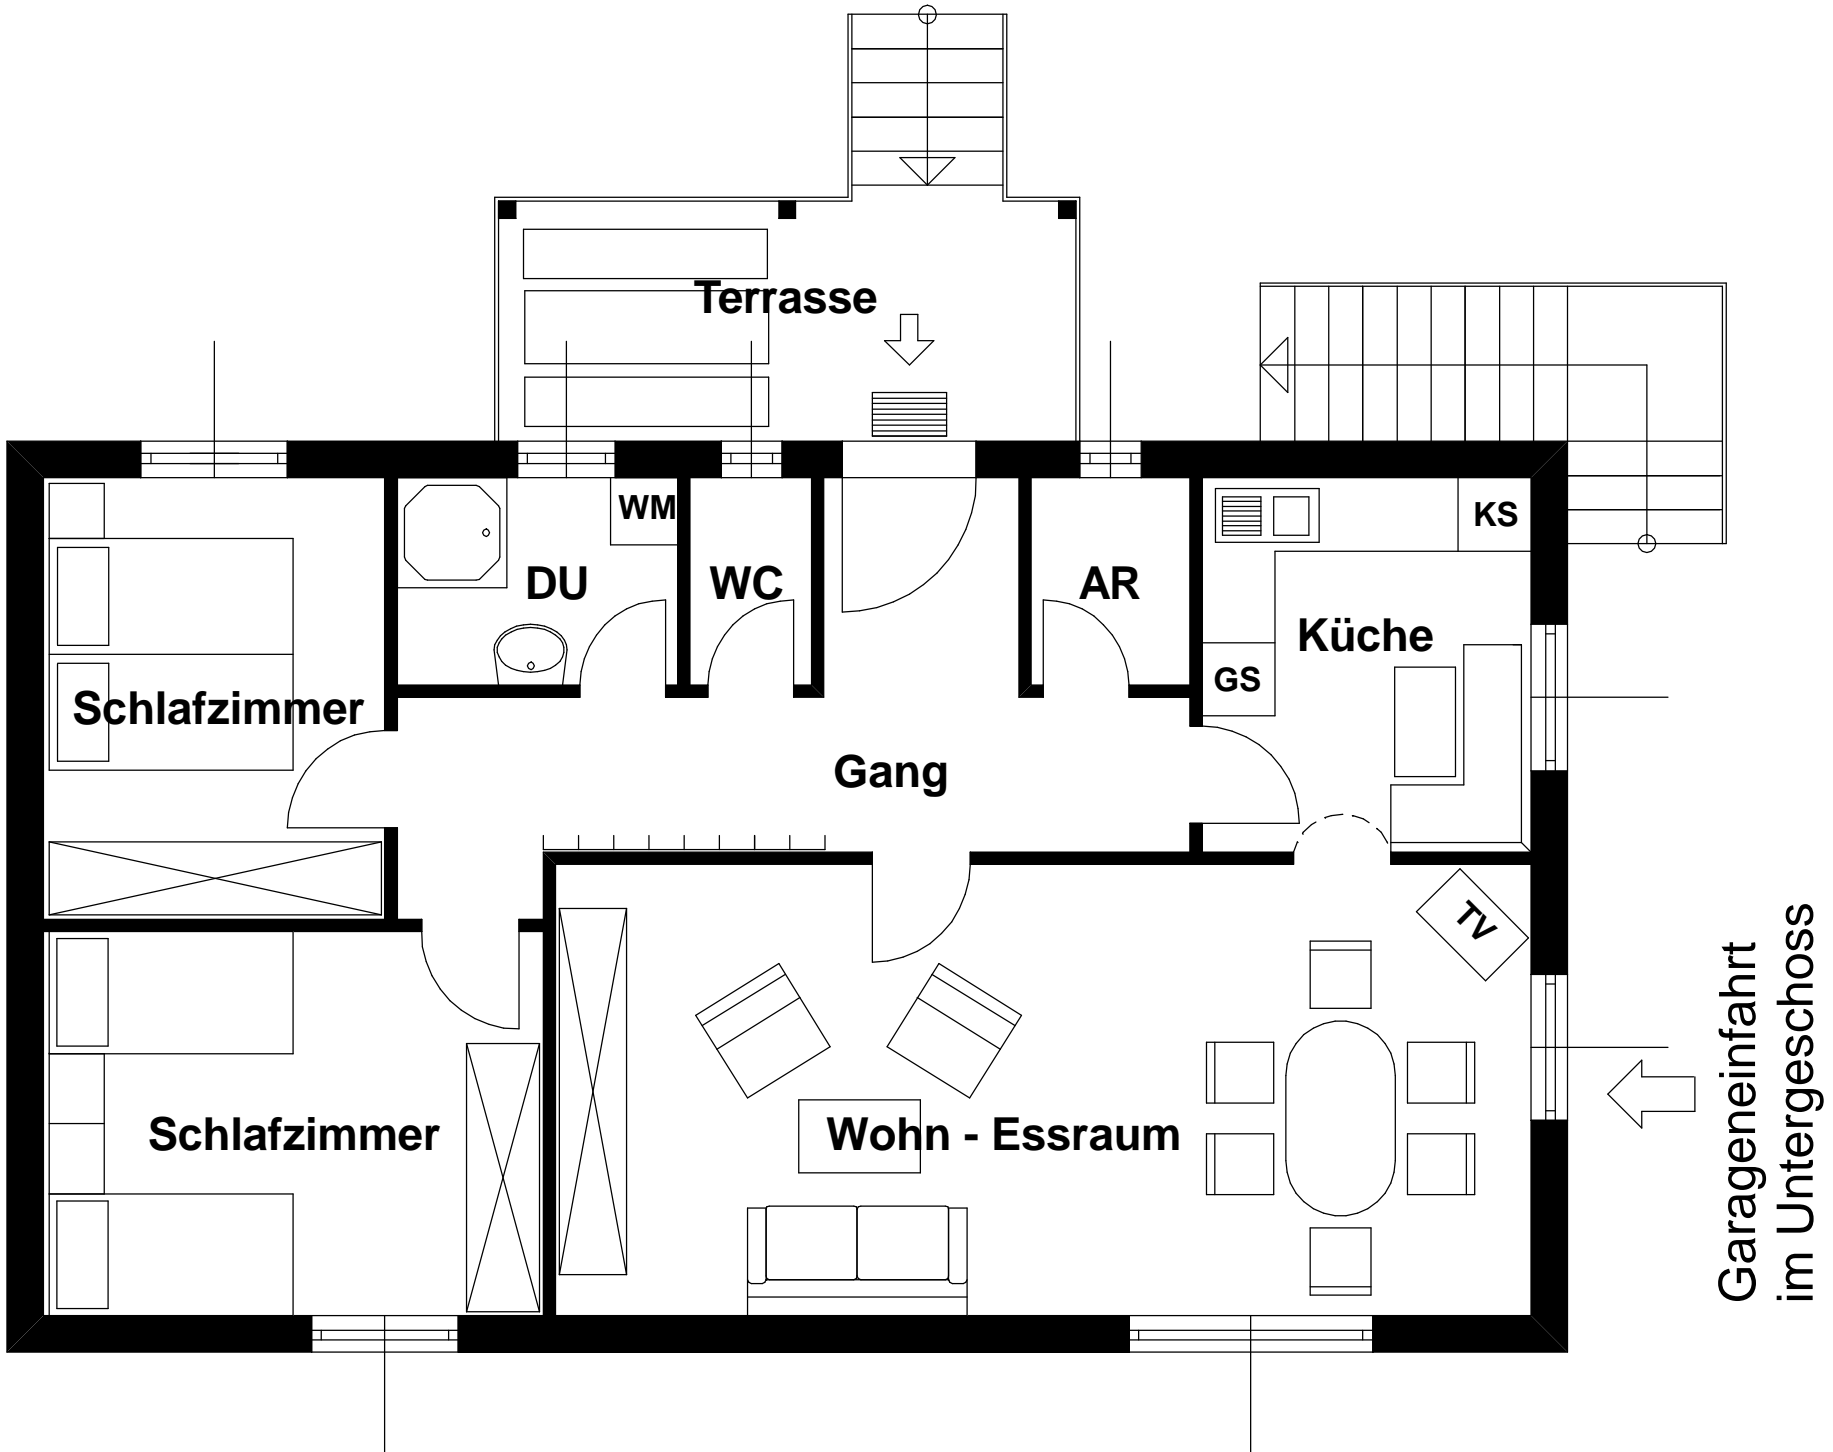 Terrasse
WM
KS
DU
WC
AR
Küche
GS
Schlafzimmer
Gang
TV
Schlafzimmer
Wohn - Essraum
Garageneinfahrt
im Untergeschoss